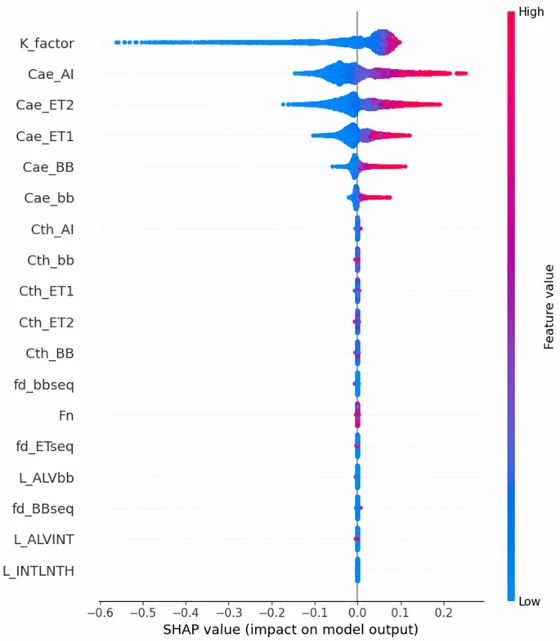 High
K_factor
Cae_AI
Cae_ET2
Cae_ET1
Cae_BB
Cae_bb
Cth_AI
Cth_bb
Cth_ET1
Cth_ET2
Cth_BB
fd_bbseq
Fn
fd_ETseq
L_ALVbb
fd_BBseq
L_ALVINT
L_INTLNTH
Feature value
Low
−0.6 −0.5 −0.4 −0.3 −0.2 −0.1 0.0 0.1 0.2
SHAP value (impact on model output)